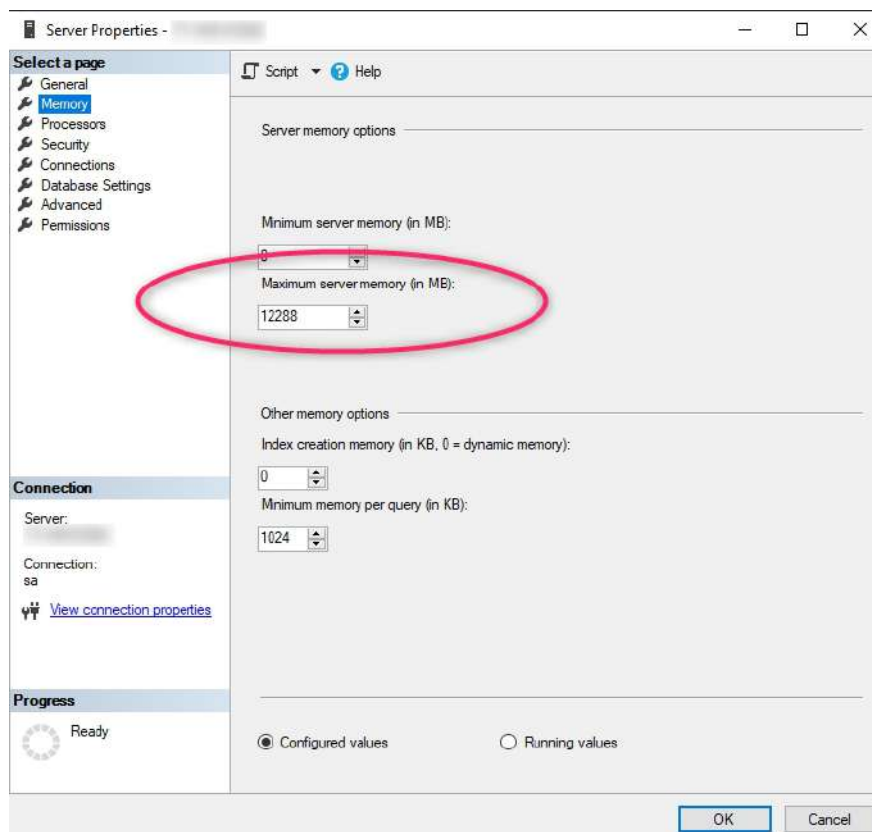 Server Properties -
Select a page
General
Memory
Processors
Security
Connections
Database Settings
Advanced
Permissions
Script
Help
Server memory options
Minimum server memory (in MB):
0
Maximum server memory (in MB):
12288
Other memory options
Index creation memory (in KB, 0 = dynamic memory):
0
Minimum memory per query (in KB):
1024
Connection
Server:
Connection:
sa
View connection properties
Progress
Ready
Configured values
Running values
OK
Cancel